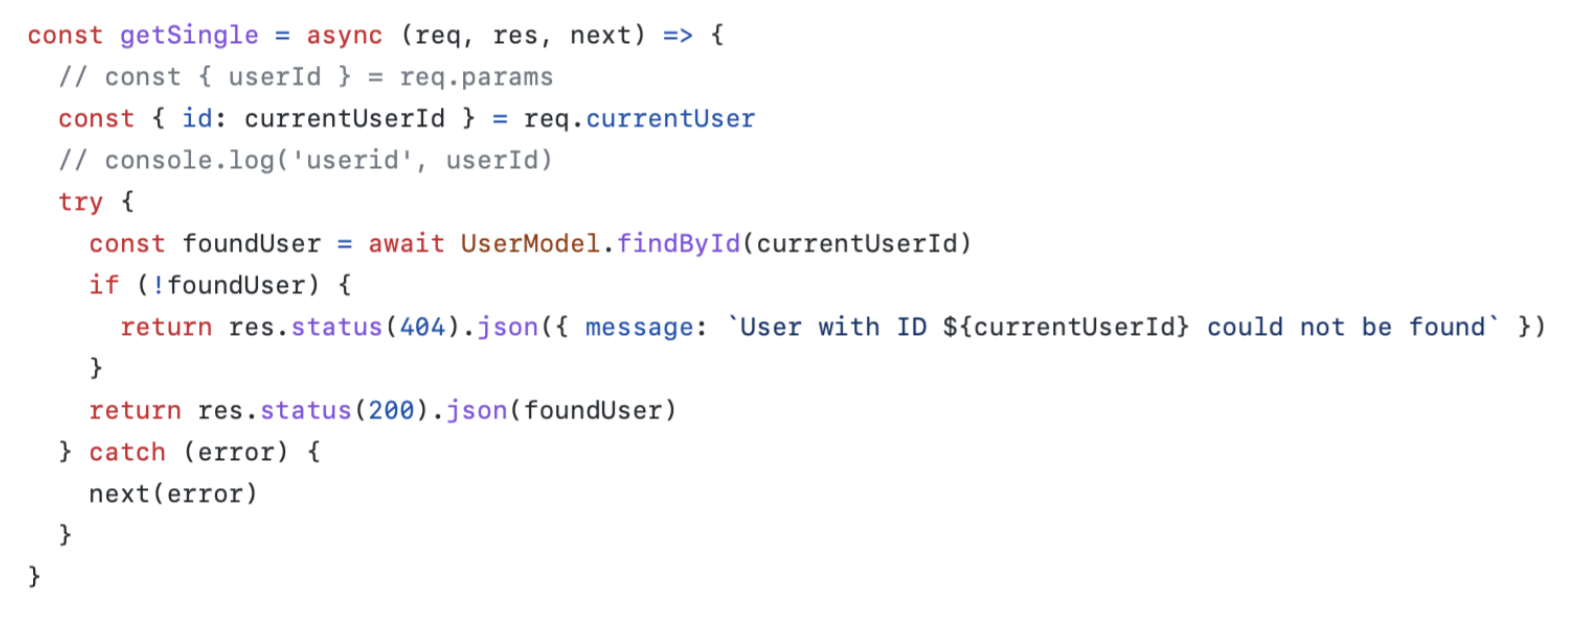 const getSingle = async (req, res, next) => {
  // const { userId } = req.params
  const { id: currentUserId } = req.currentUser
  // console.log('userid', userId)
  try {
    const foundUser = await UserModel.findById(currentUserId)
    if (!foundUser) {
      return res.status(404).json({ message: `User with ID ${currentUserId} could not be found` })
    }
    return res.status(200).json(foundUser)
  } catch (error) {
    next(error)
  }
}